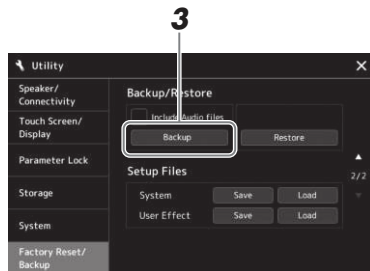 3
Utility
Speaker/
Connectivity
Touch Screen/
Display
Parameter Lock
Storage
System
Factory Reset/
Backup
Backup/Restore
Include Audio files
Backup
Restore
Setup Files
System
Save
Load
User Effect
Save
Load
2/2